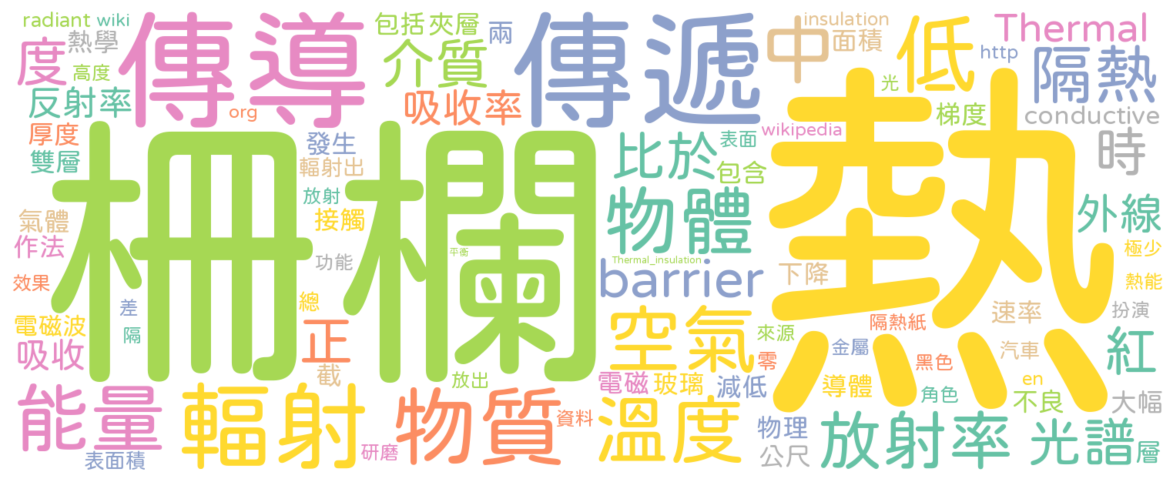 radiant wiki
傳導
包括 夾層
兩
傳遞
insulation
中
面積
低
Thermal
http
度
熱學
高度
介質
光
隔熱
反射率
org
吸收率
梯度
conductive
厚度
雙層
發生
輻射出
放射
接觸
柵欄
比於
表面
wikipedia
包含
熱
時
物體
外線
氣體
作法
功能
平衡
Thermal_insulation
barrier
下降
極少
熱能
效果
差
總
隔
電磁波
正
空氣
來源
隔熱紙
速率
扮演
吸收
截
放出
零
金屬
黑色
汽車
紅
能量
輻射
物質
資料
電磁
玻璃
減低
溫度
導體
角色
en
不良
大幅
表面積
研磨
物理
公尺
放射率
光譜
層